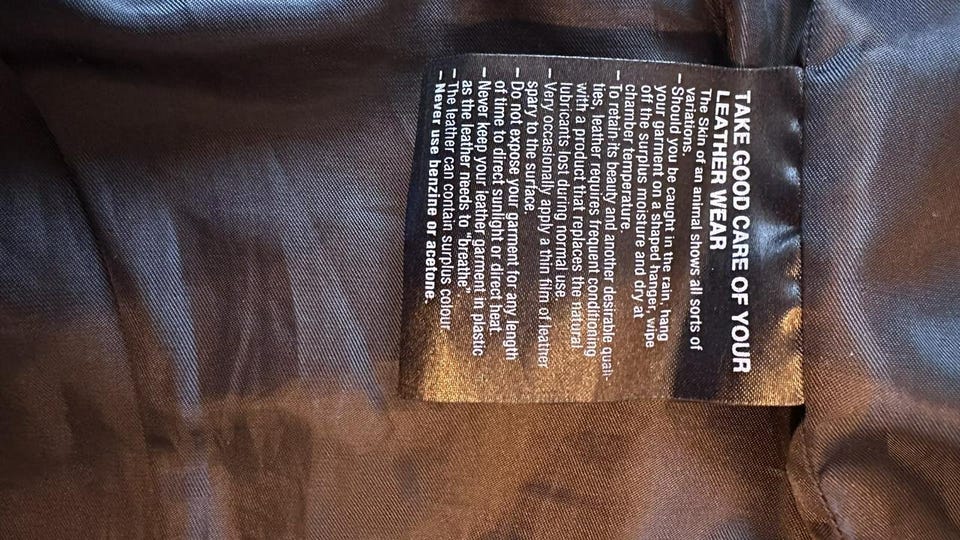 TAKE GOOD CARE OF YOUR
LEATHER WEAR
The Skin of an animal shows all sorts of
variations.
– Should you be caught in the rain, hang
your garment on a shaped hanger, wipe
off the surplus moisture and dry at
chamber temperature.
– To retain its beauty and another desirable quali-
ties, leather requires frequent conditioning
with a product that replaces the natural
lubricants lost during normal use.
– Very occasionally apply a thin film of leather
spary to the surface.
– Do not expose your garment for any length
of time to direct sunlight or direct heat.
– Never keep your leather garment in plastic
as the leather needs to "breathe"
– The leather can contain surplus colour.
– Never use benzine or acetone.